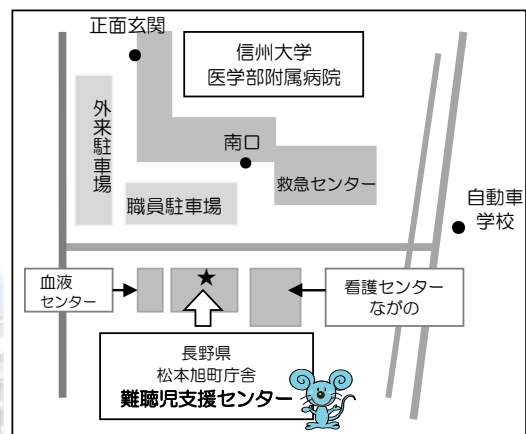 正面玄関
信州大学
医学部附属病院
外来駐車場
南口
救急センター
職員駐車場
自動車
学校
血液
センター
看護センター
ながの
長野県
松本旭町庁舎
難聴児支援センター